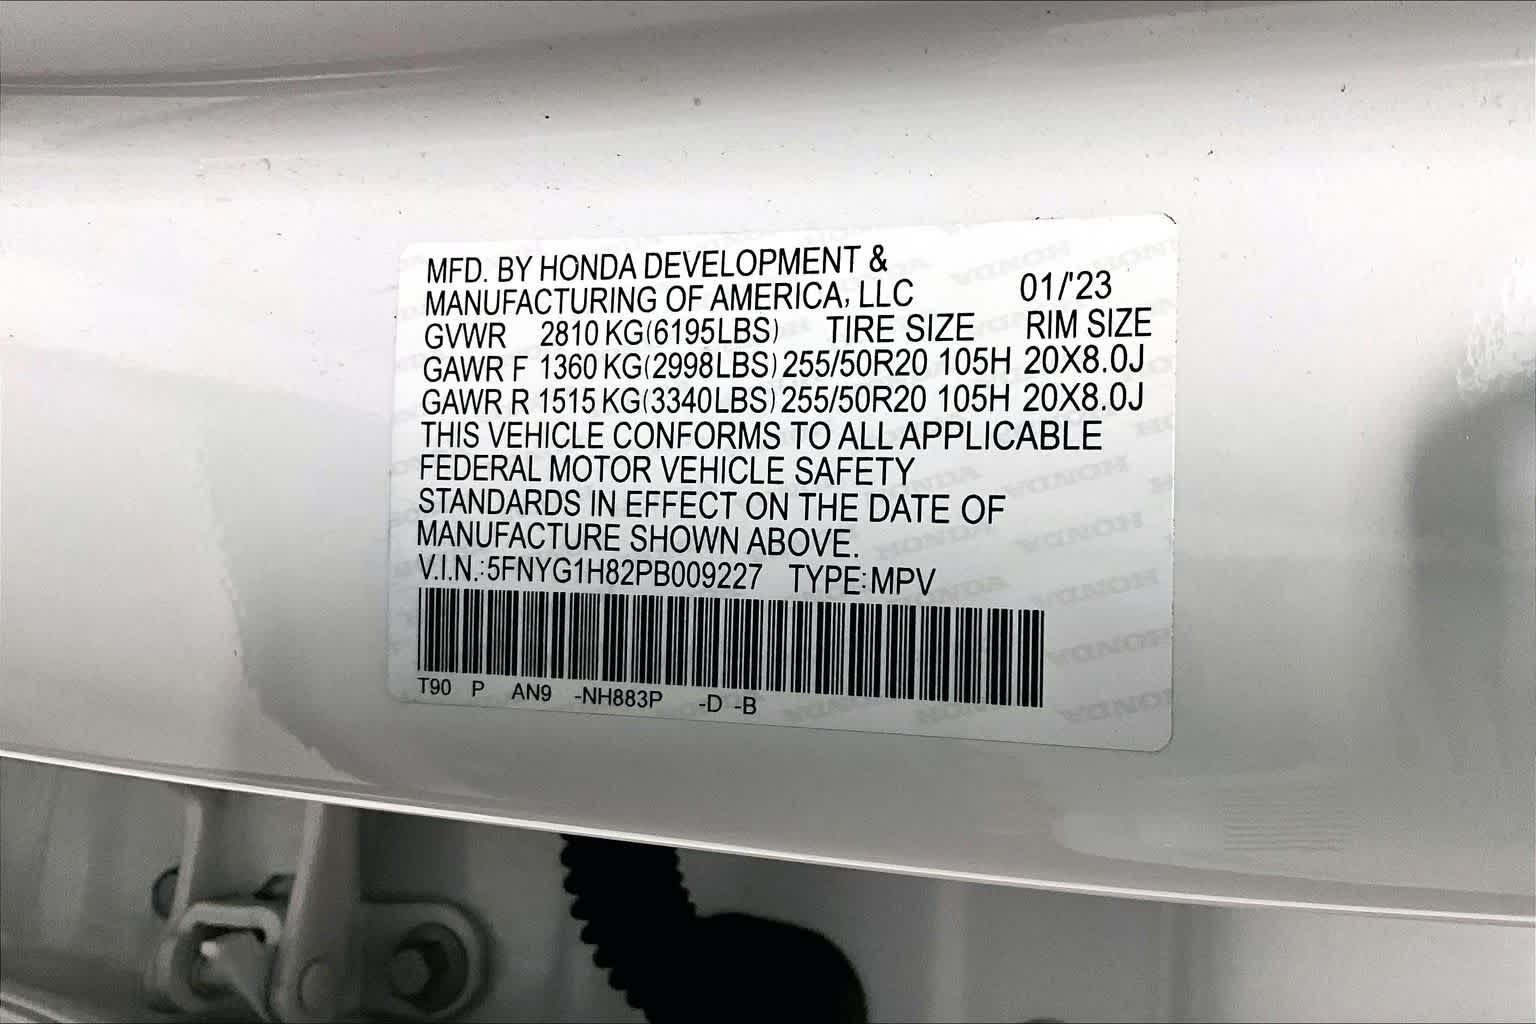 MFD. BY HONDA DEVELOPMENT &
MANUFACTURING OF AMERICA, LLC 01/'23
GVWR 2810 KG(6195LBS) TIRE SIZE RIM SIZE
GAWR F 1360 KG(2998LBS) 255/50R20 105H 20X8.0J
GAWR R 1515 KG(3340LBS) 255/50R20 105H 20X8.0J
THIS VEHICLE CONFORMS TO ALL APPLICABLE
FEDERAL MOTOR VEHICLE SAFETY
STANDARDS IN EFFECT ON THE DATE OF
MANUFACTURE SHOWN ABOVE.
V.I.N.:5FNYG1H82PB009227 TYPE:MPV
T90 P AN9 -NH883P -D -B